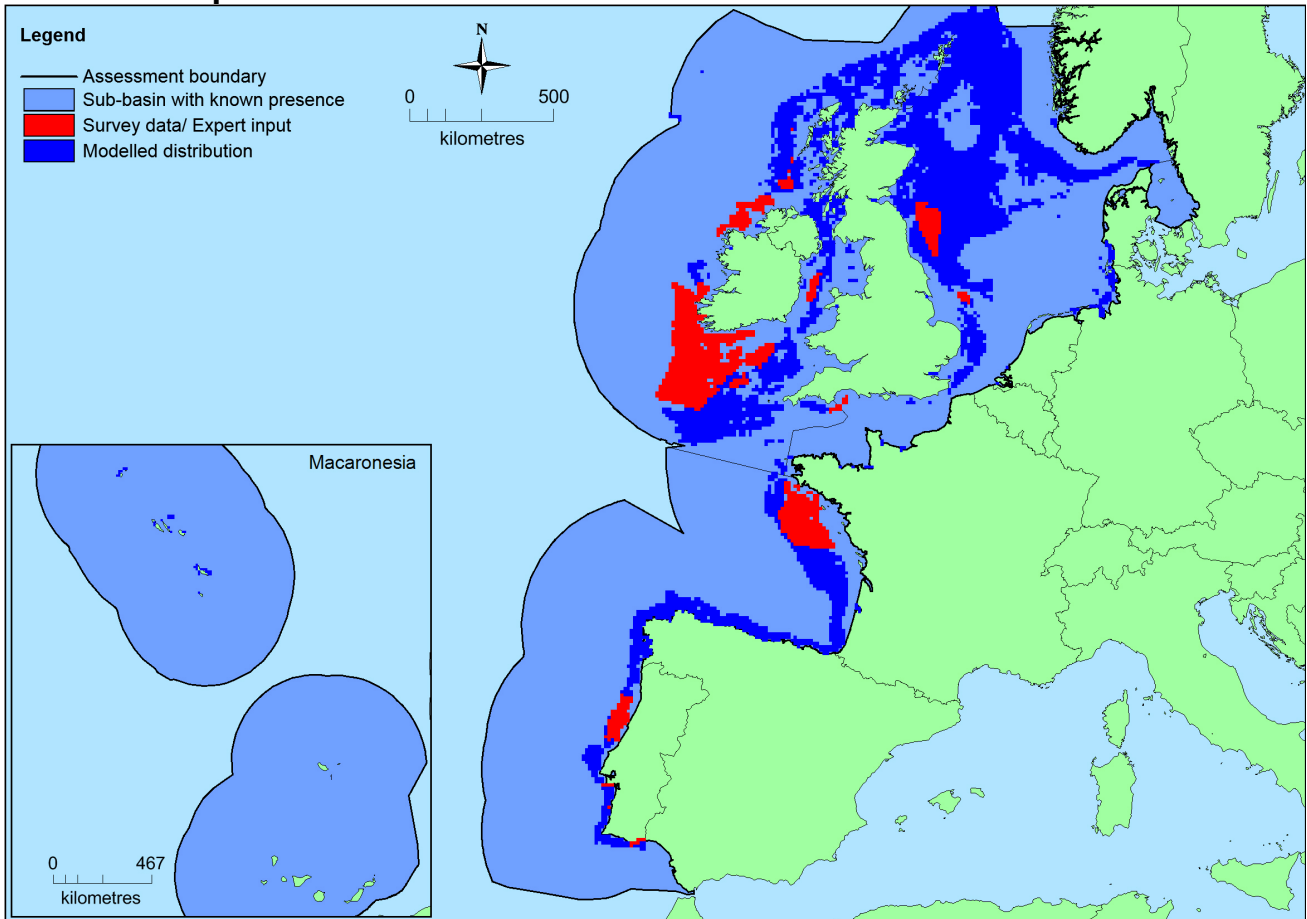 Legend
Assessment boundary
Sub-basin with known presence
Survey data/ Expert input
Modelled distribution
N
0 500
kilometres
Macaronesia
0 467
kilometres